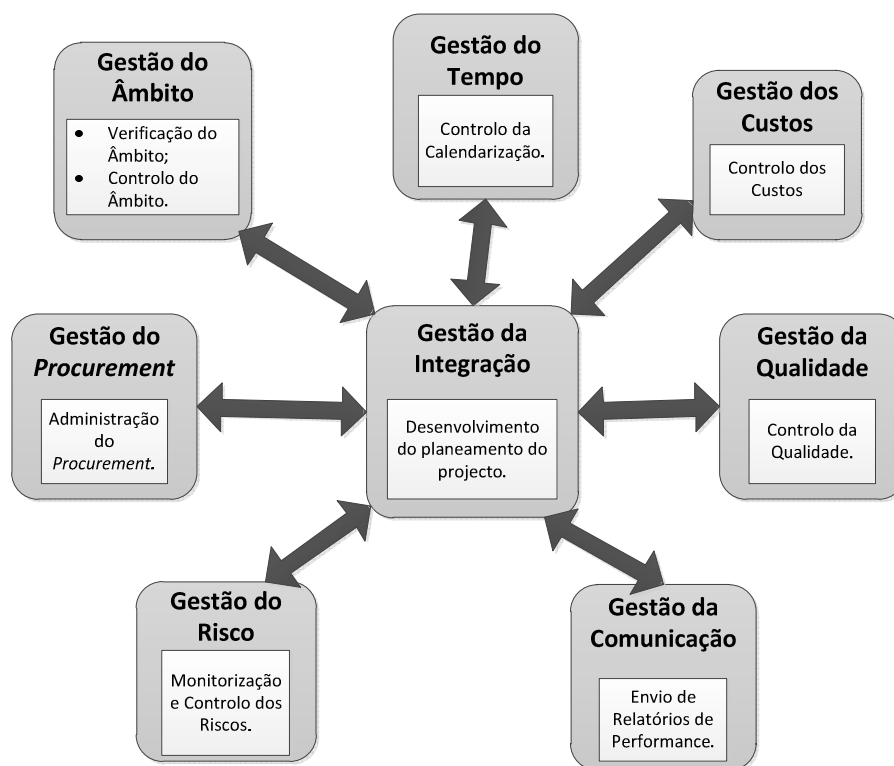 Gestão do
Âmbito
• Verificação do
Âmbito;
• Controlo do
Âmbito.
Gestão do
Tempo
Controlo da
Calendarização.
Gestão dos
Custos
Controlo dos
Custos
Gestão do
Procurement
Administração
do
Procurement.
Gestão da
Integração
Desenvolvimento
do planeamento do
projecto.
Gestão da
Qualidade
Controlo da
Qualidade.
Gestão do
Risco
Monitorização
e Controlo dos
Riscos.
Gestão da
Comunicação
Envio de
Relatórios de
Performance.